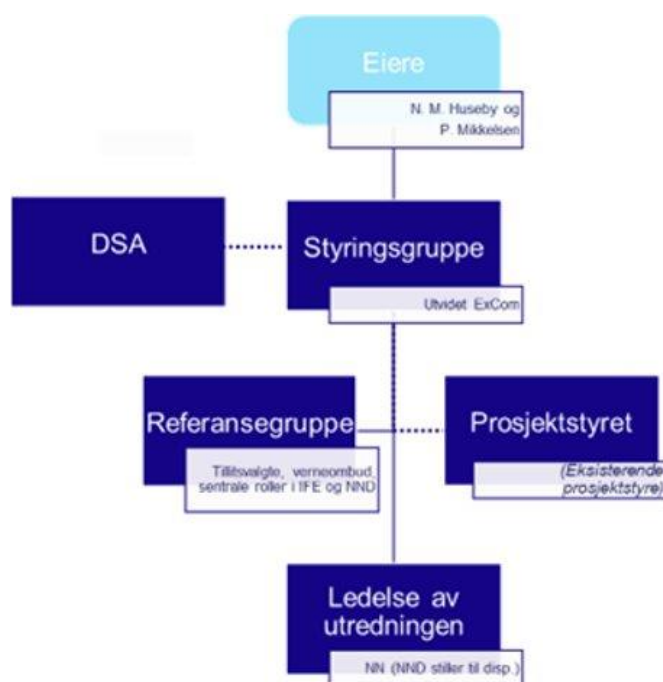 Eiere
N. M. Huseby og
P. Mikkelsen
DSA
Styringsgruppe
Utvidet ExCom
Referansegruppe
Tillitsvalgte, verneombud,
sentrale roller i IFE og NND
Prosjektstyret
(Eksisterende
prosjektstyre)
Ledelse av
utredningen
NN (NND stiller til disp.)